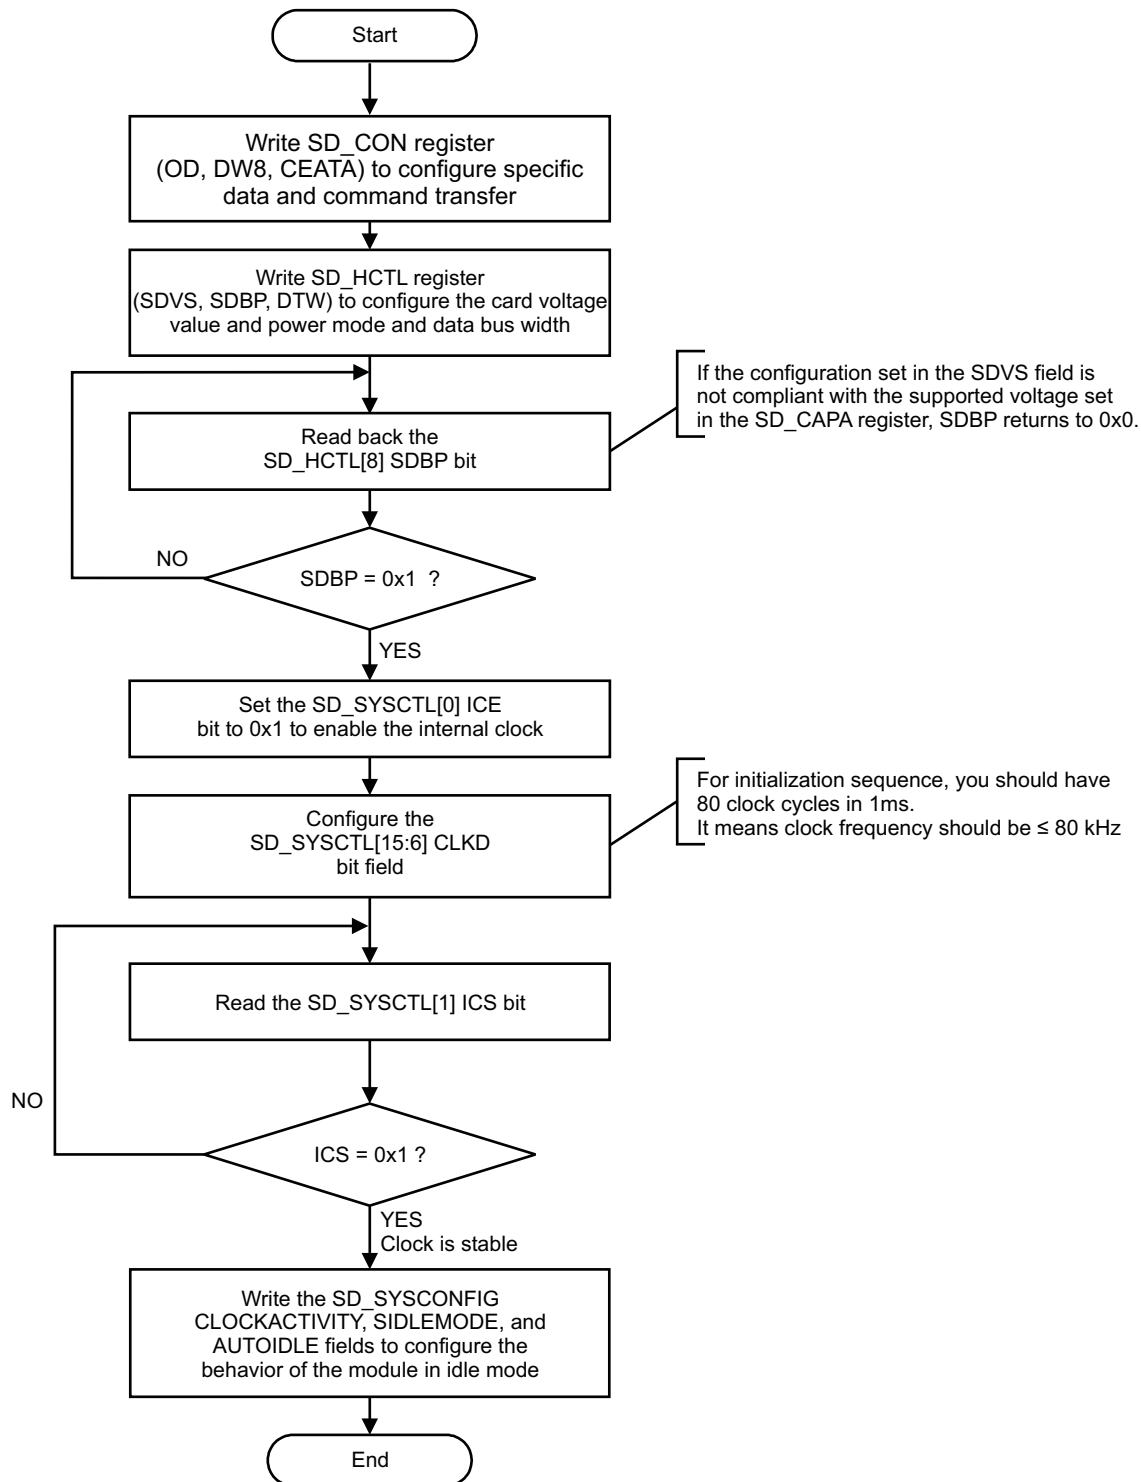 Start
Write SD_CON register
(OD, DW8, CEATA) to configure specific
data and command transfer
Write SD_HCTL register
(SDVS, SDBP, DTW) to configure the card voltage
value and power mode and data bus width
If the configuration set in the SDVS field is
not compliant with the supported voltage set
in the SD_CAPA register, SDBP returns to 0x0.
Read back the
SD_HCTL[8] SDBP bit
NO
SDBP = 0x1 ?
YES
Set the SD_SYSCTL[0] ICE
bit to 0x1 to enable the internal clock
For initialization sequence, you should have
80 clock cycles in 1ms.
It means clock frequency should be ≤ 80 kHz
Configure the
SD_SYSCTL[15:6] CLKD
bit field
Read the SD_SYSCTL[1] ICS bit
NO
ICS = 0x1 ?
YES
Clock is stable
Write the SD_SYSCONFIG
CLOCKACTIVITY, SIDLEMODE, and
AUTOIDLE fields to configure the
behavior of the module in idle mode
End